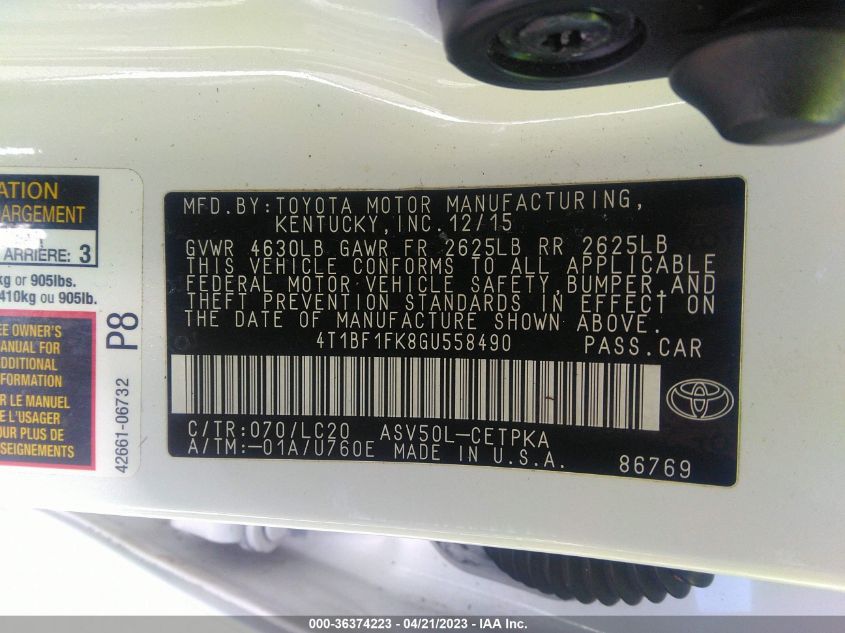 ATION
ARGEMENT
ARRIÈRE: 3
kg or 905lbs.
410kg ou 905lb.
EE OWNER'S
MANUAL FOR
ADDITIONAL
FORMATION
R LE MANUEL
E L'USAGER
OUR PLUS DE
SEIGNEMENTS
P8
42661-06732
MFD.BY:TOYOTA MOTOR MANUFACTURING,
KENTUCKY,INC.12/15
GVWR 4630LB GAWR FR 2625LB RR 2625LB
THIS VEHICLE CONFORMS TO ALL APPLICABLE
FEDERAL MOTOR VEHICLE SAFETY,BUMPER,AND
THEFT PREVENTION STANDARDS IN EFFECT ON
THE DATE OF MANUFACTURE SHOWN ABOVE.
4T1BF1FK8GU558490 PASS.CAR
C/TR:070/LC20 ASV50L-CETPKA
A/TM:-01A/U760E MADE IN U.S.A. 86769
000-36374223 - 04/21/2023 - IAA Inc.